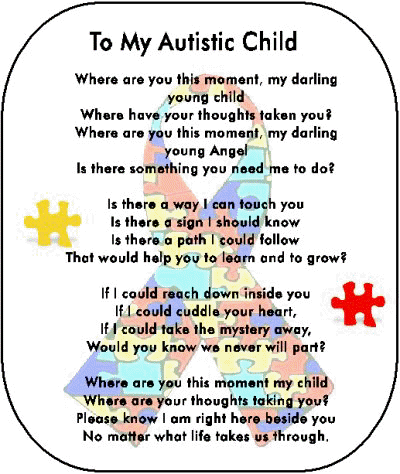 To My Autistic Child
Where are you this moment, my darling
young child
Where have your thoughts taken you?
Where are you this moment, my darling
young Angel
Is there something you need me to do?
Is there a way I can touch you
Is there a sign I should know
Is there a path I could follow
That would help you to learn and to grow?
If I could reach down inside you
If I could cuddle your heart,
If I could take the mystery away,
Would you know we never will part?
Where are you this moment my child
Where are your thoughts taking you?
Please know I am right here beside you
No matter what life takes us through.